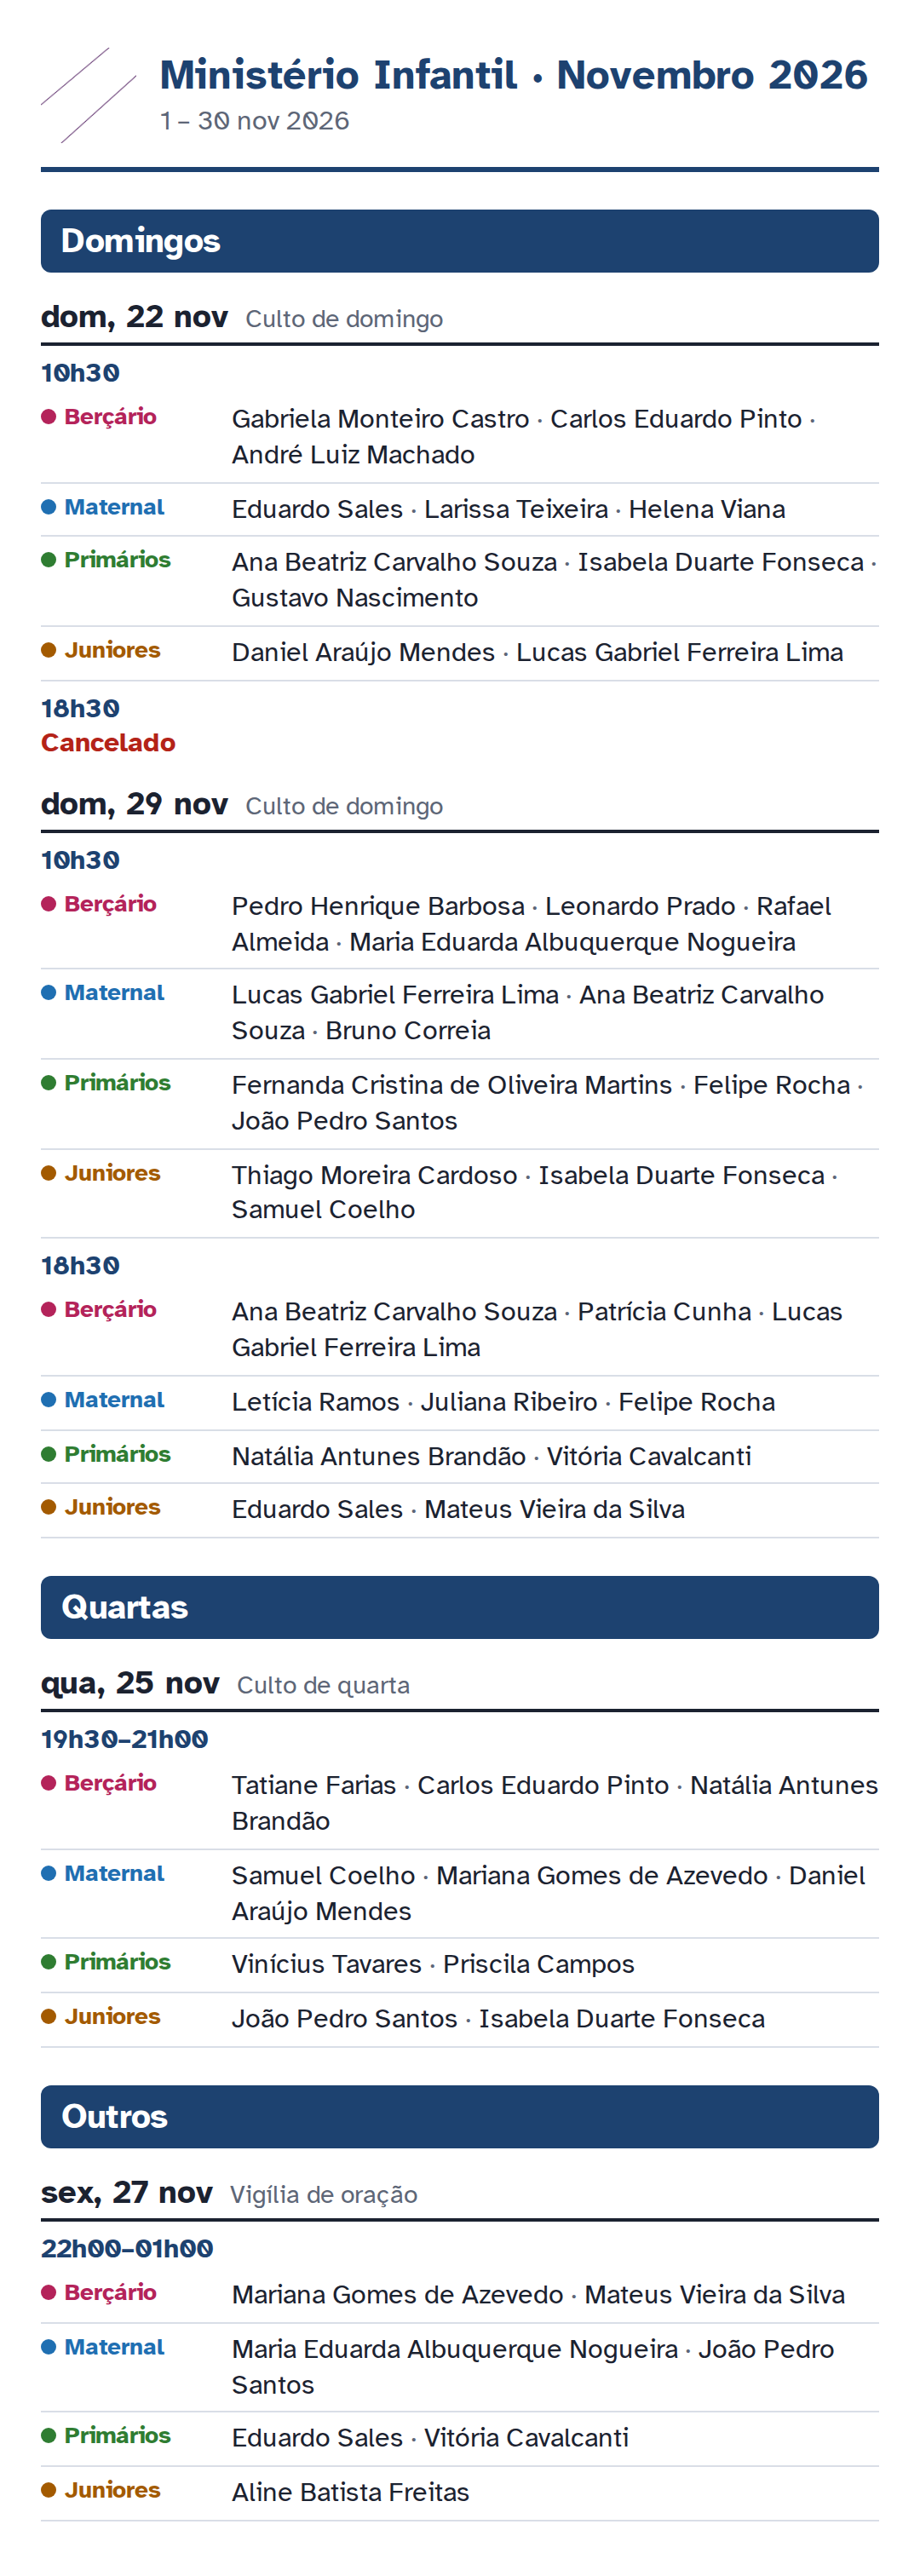 Ministério Infantil · Novembro 2026
1 – 30 nov 2026
Domingos
dom, 22 nov Culto de domingo
10h30
Berçário Gabriela Monteiro Castro · Carlos Eduardo Pinto ·
André Luiz Machado
Maternal Eduardo Sales · Larissa Teixeira · Helena Viana
Primários Ana Beatriz Carvalho Souza · Isabela Duarte Fonseca ·
Gustavo Nascimento
Juniores Daniel Araújo Mendes · Lucas Gabriel Ferreira Lima
18h30
Cancelado
dom, 29 nov Culto de domingo
10h30
Berçário Pedro Henrique Barbosa · Leonardo Prado · Rafael
Almeida · Maria Eduarda Albuquerque Nogueira
Maternal Lucas Gabriel Ferreira Lima · Ana Beatriz Carvalho
Souza · Bruno Correia
Primários Fernanda Cristina de Oliveira Martins · Felipe Rocha ·
João Pedro Santos
Juniores Thiago Moreira Cardoso · Isabela Duarte Fonseca ·
Samuel Coelho
18h30
Berçário Ana Beatriz Carvalho Souza · Patrícia Cunha · Lucas
Gabriel Ferreira Lima
Maternal Letícia Ramos · Juliana Ribeiro · Felipe Rocha
Primários Natália Antunes Brandão · Vitória Cavalcanti
Juniores Eduardo Sales · Mateus Vieira da Silva
Quartas
qua, 25 nov Culto de quarta
19h30–21h00
Berçário Tatiane Farias · Carlos Eduardo Pinto · Natália Antunes
Brandão
Maternal Samuel Coelho · Mariana Gomes de Azevedo · Daniel
Araújo Mendes
Primários Vinícius Tavares · Priscila Campos
Juniores João Pedro Santos · Isabela Duarte Fonseca
Outros
sex, 27 nov Vigília de oração
22h00–01h00
Berçário Mariana Gomes de Azevedo · Mateus Vieira da Silva
Maternal Maria Eduarda Albuquerque Nogueira · João Pedro
Santos
Primários Eduardo Sales · Vitória Cavalcanti
Juniores Aline Batista Freitas